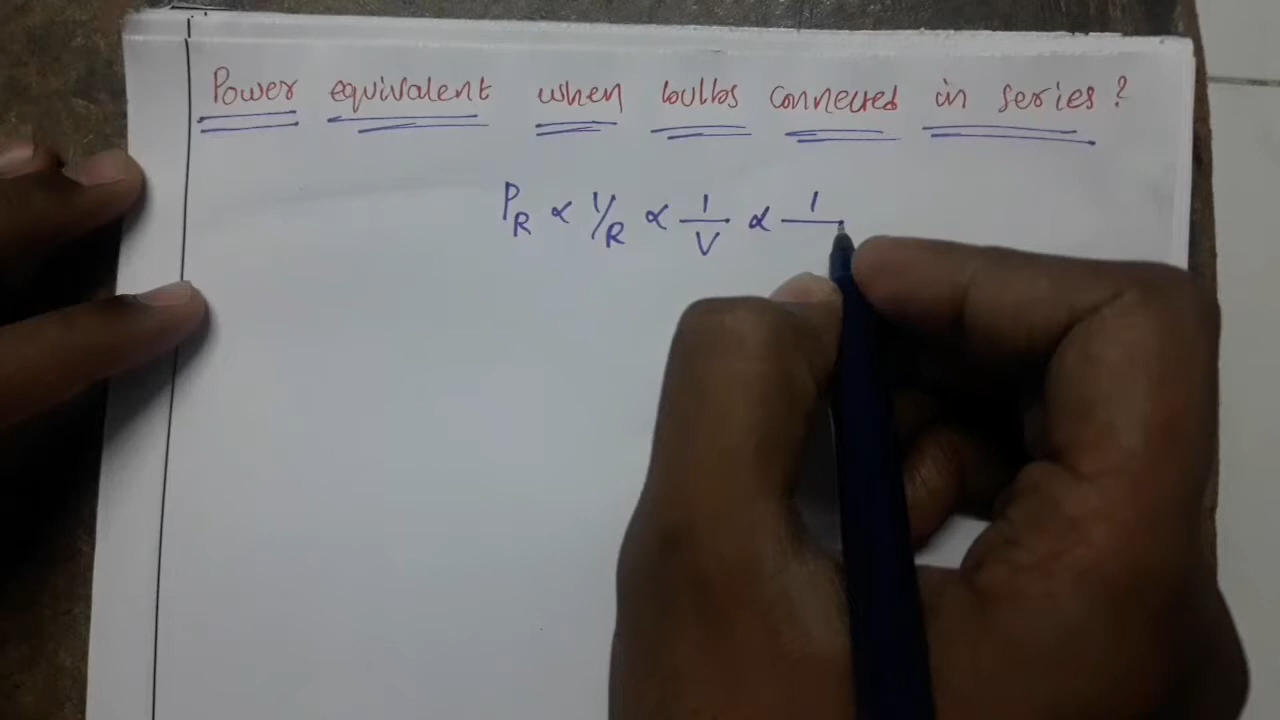 Power equivalent when bulbs connected in series?
P_R ∝ 1/R ∝ 1/V ∝ 1/